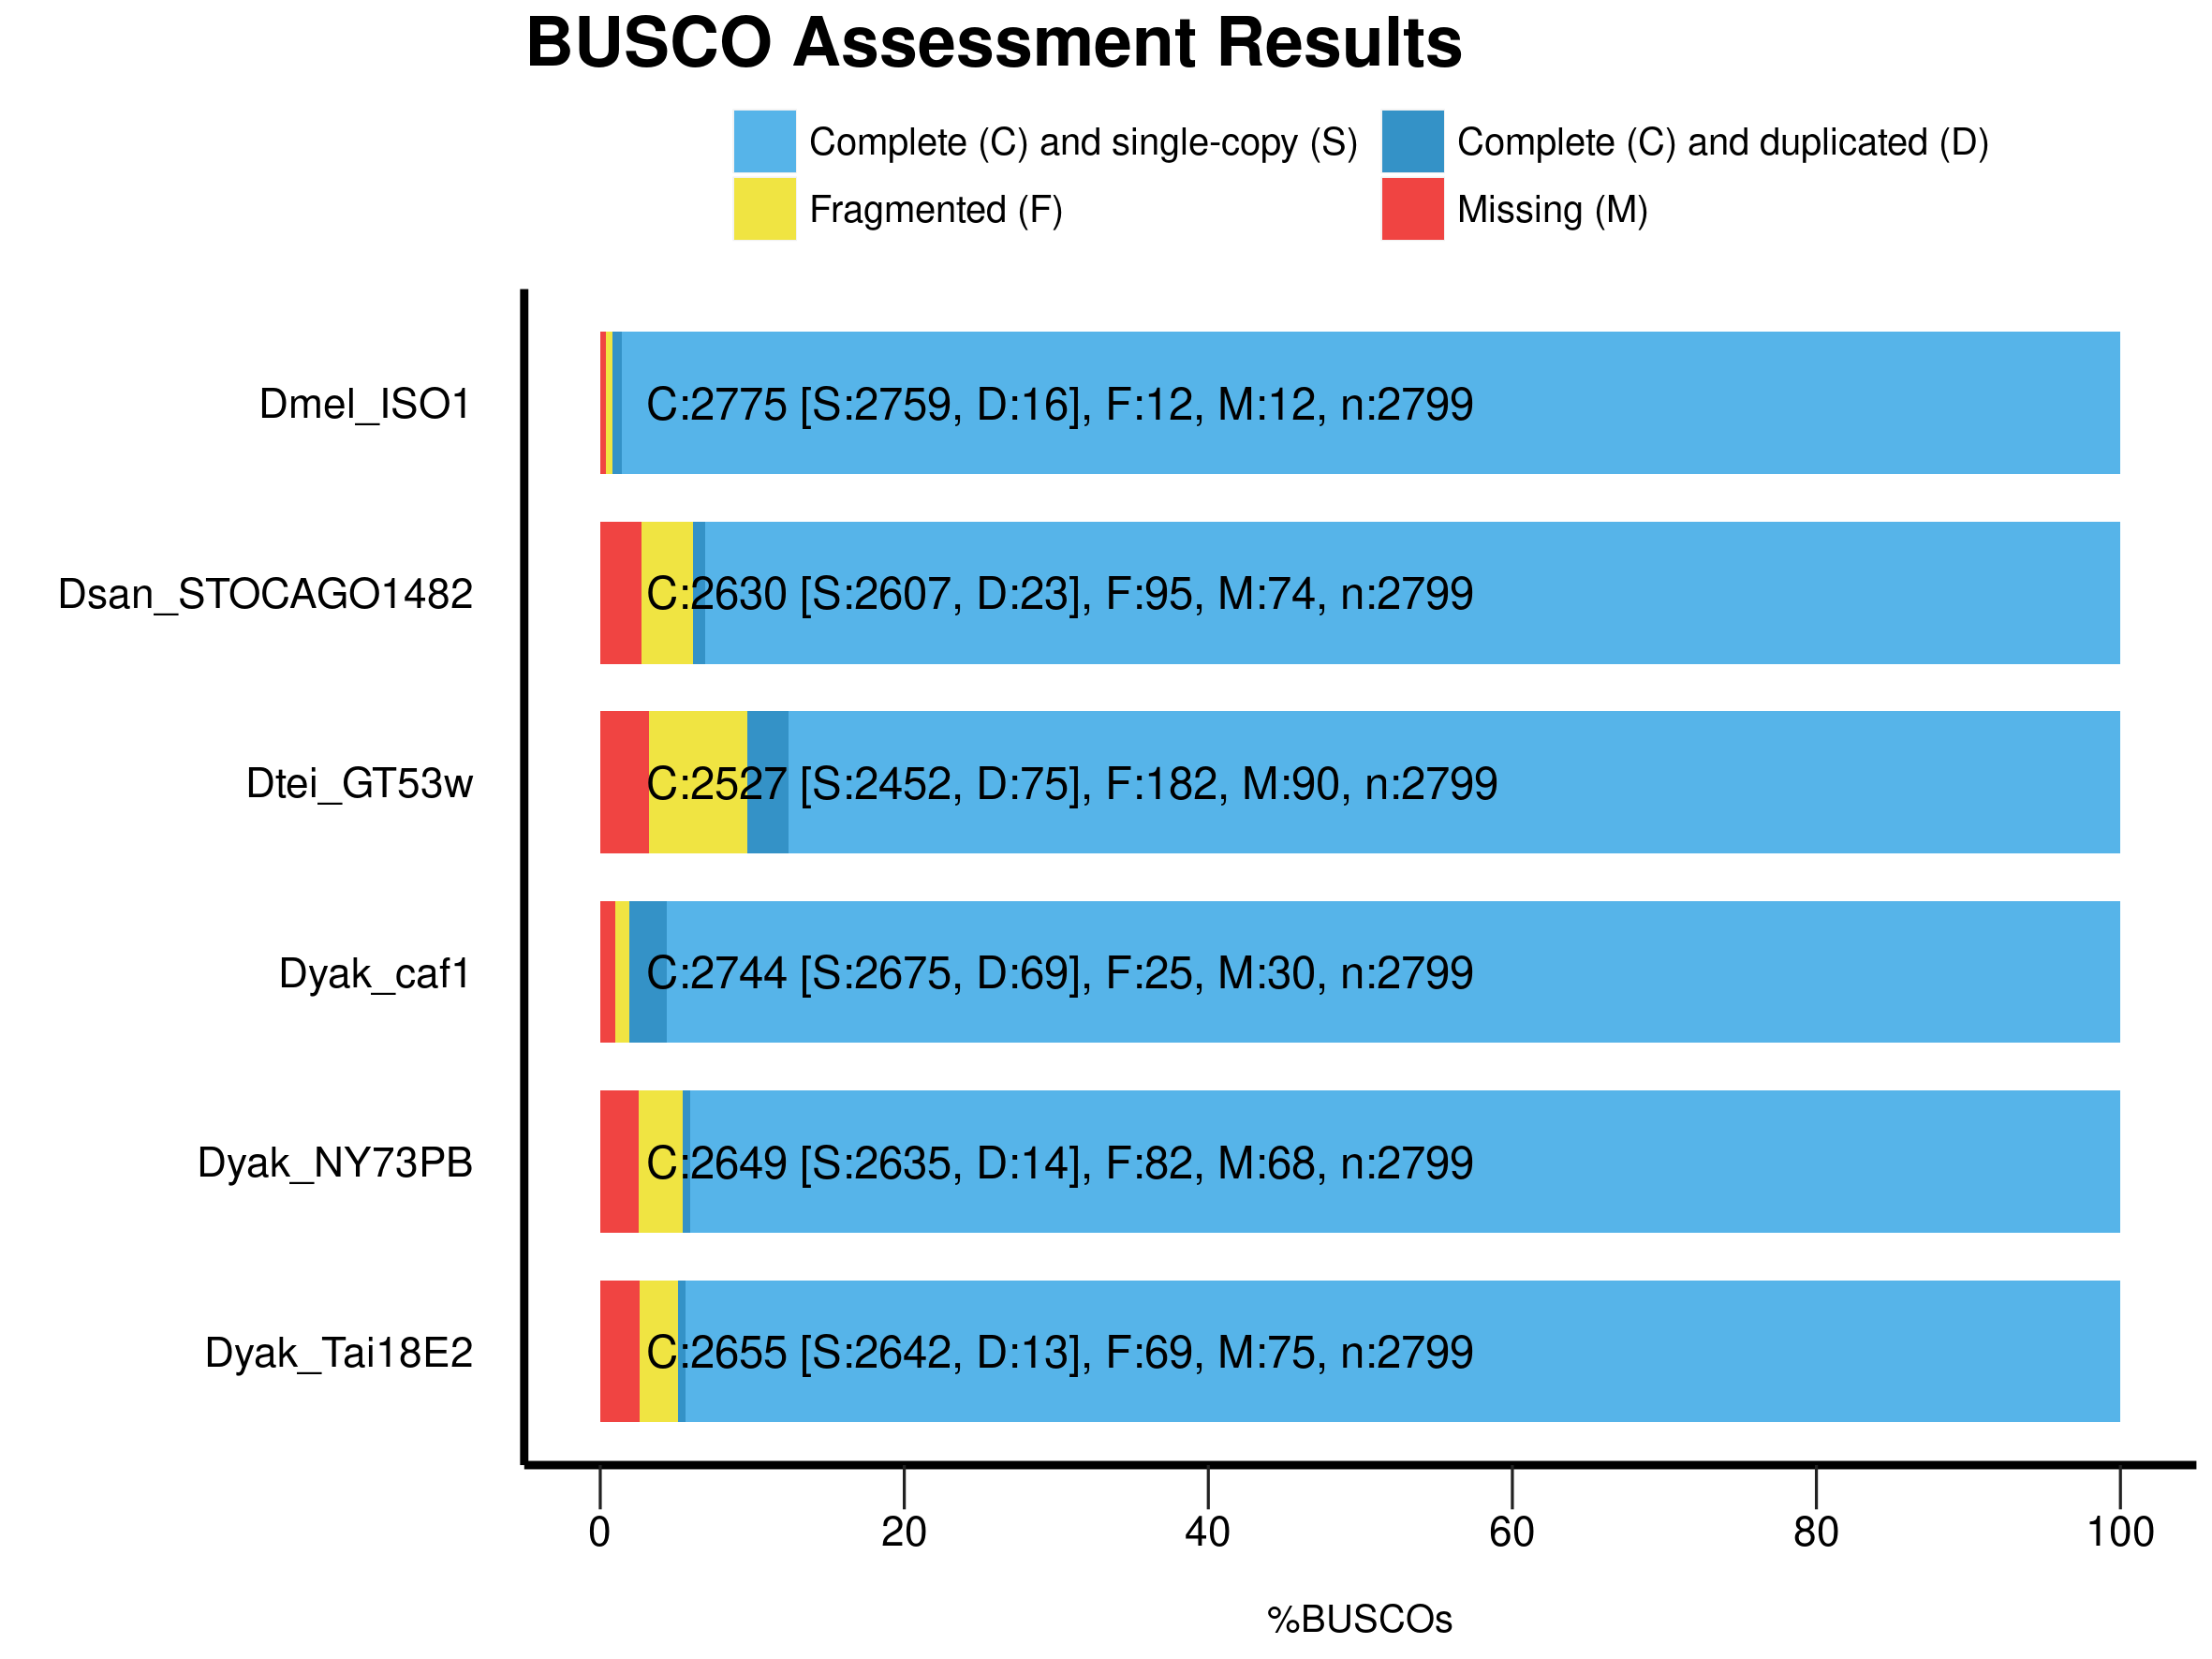 BUSCO Assessment Results
Complete (C) and single-copy (S) Complete (C) and duplicated (D)
Fragmented (F) Missing (M)
Dmel_ISO1 C:2775 [S:2759, D:16], F:12, M:12, n:2799
Dsan_STOCAGO1482 C:2630 [S:2607, D:23], F:95, M:74, n:2799
Dtei_GT53w C:2527 [S:2452, D:75], F:182, M:90, n:2799
Dyak_caf1 C:2744 [S:2675, D:69], F:25, M:30, n:2799
Dyak_NY73PB C:2649 [S:2635, D:14], F:82, M:68, n:2799
Dyak_Tai18E2 C:2655 [S:2642, D:13], F:69, M:75, n:2799
0 20 40 60 80 100
%BUSCOs